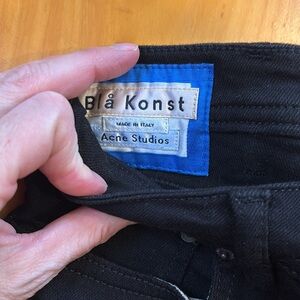 Blå Konst
MADE IN ITALY
Acne Studios